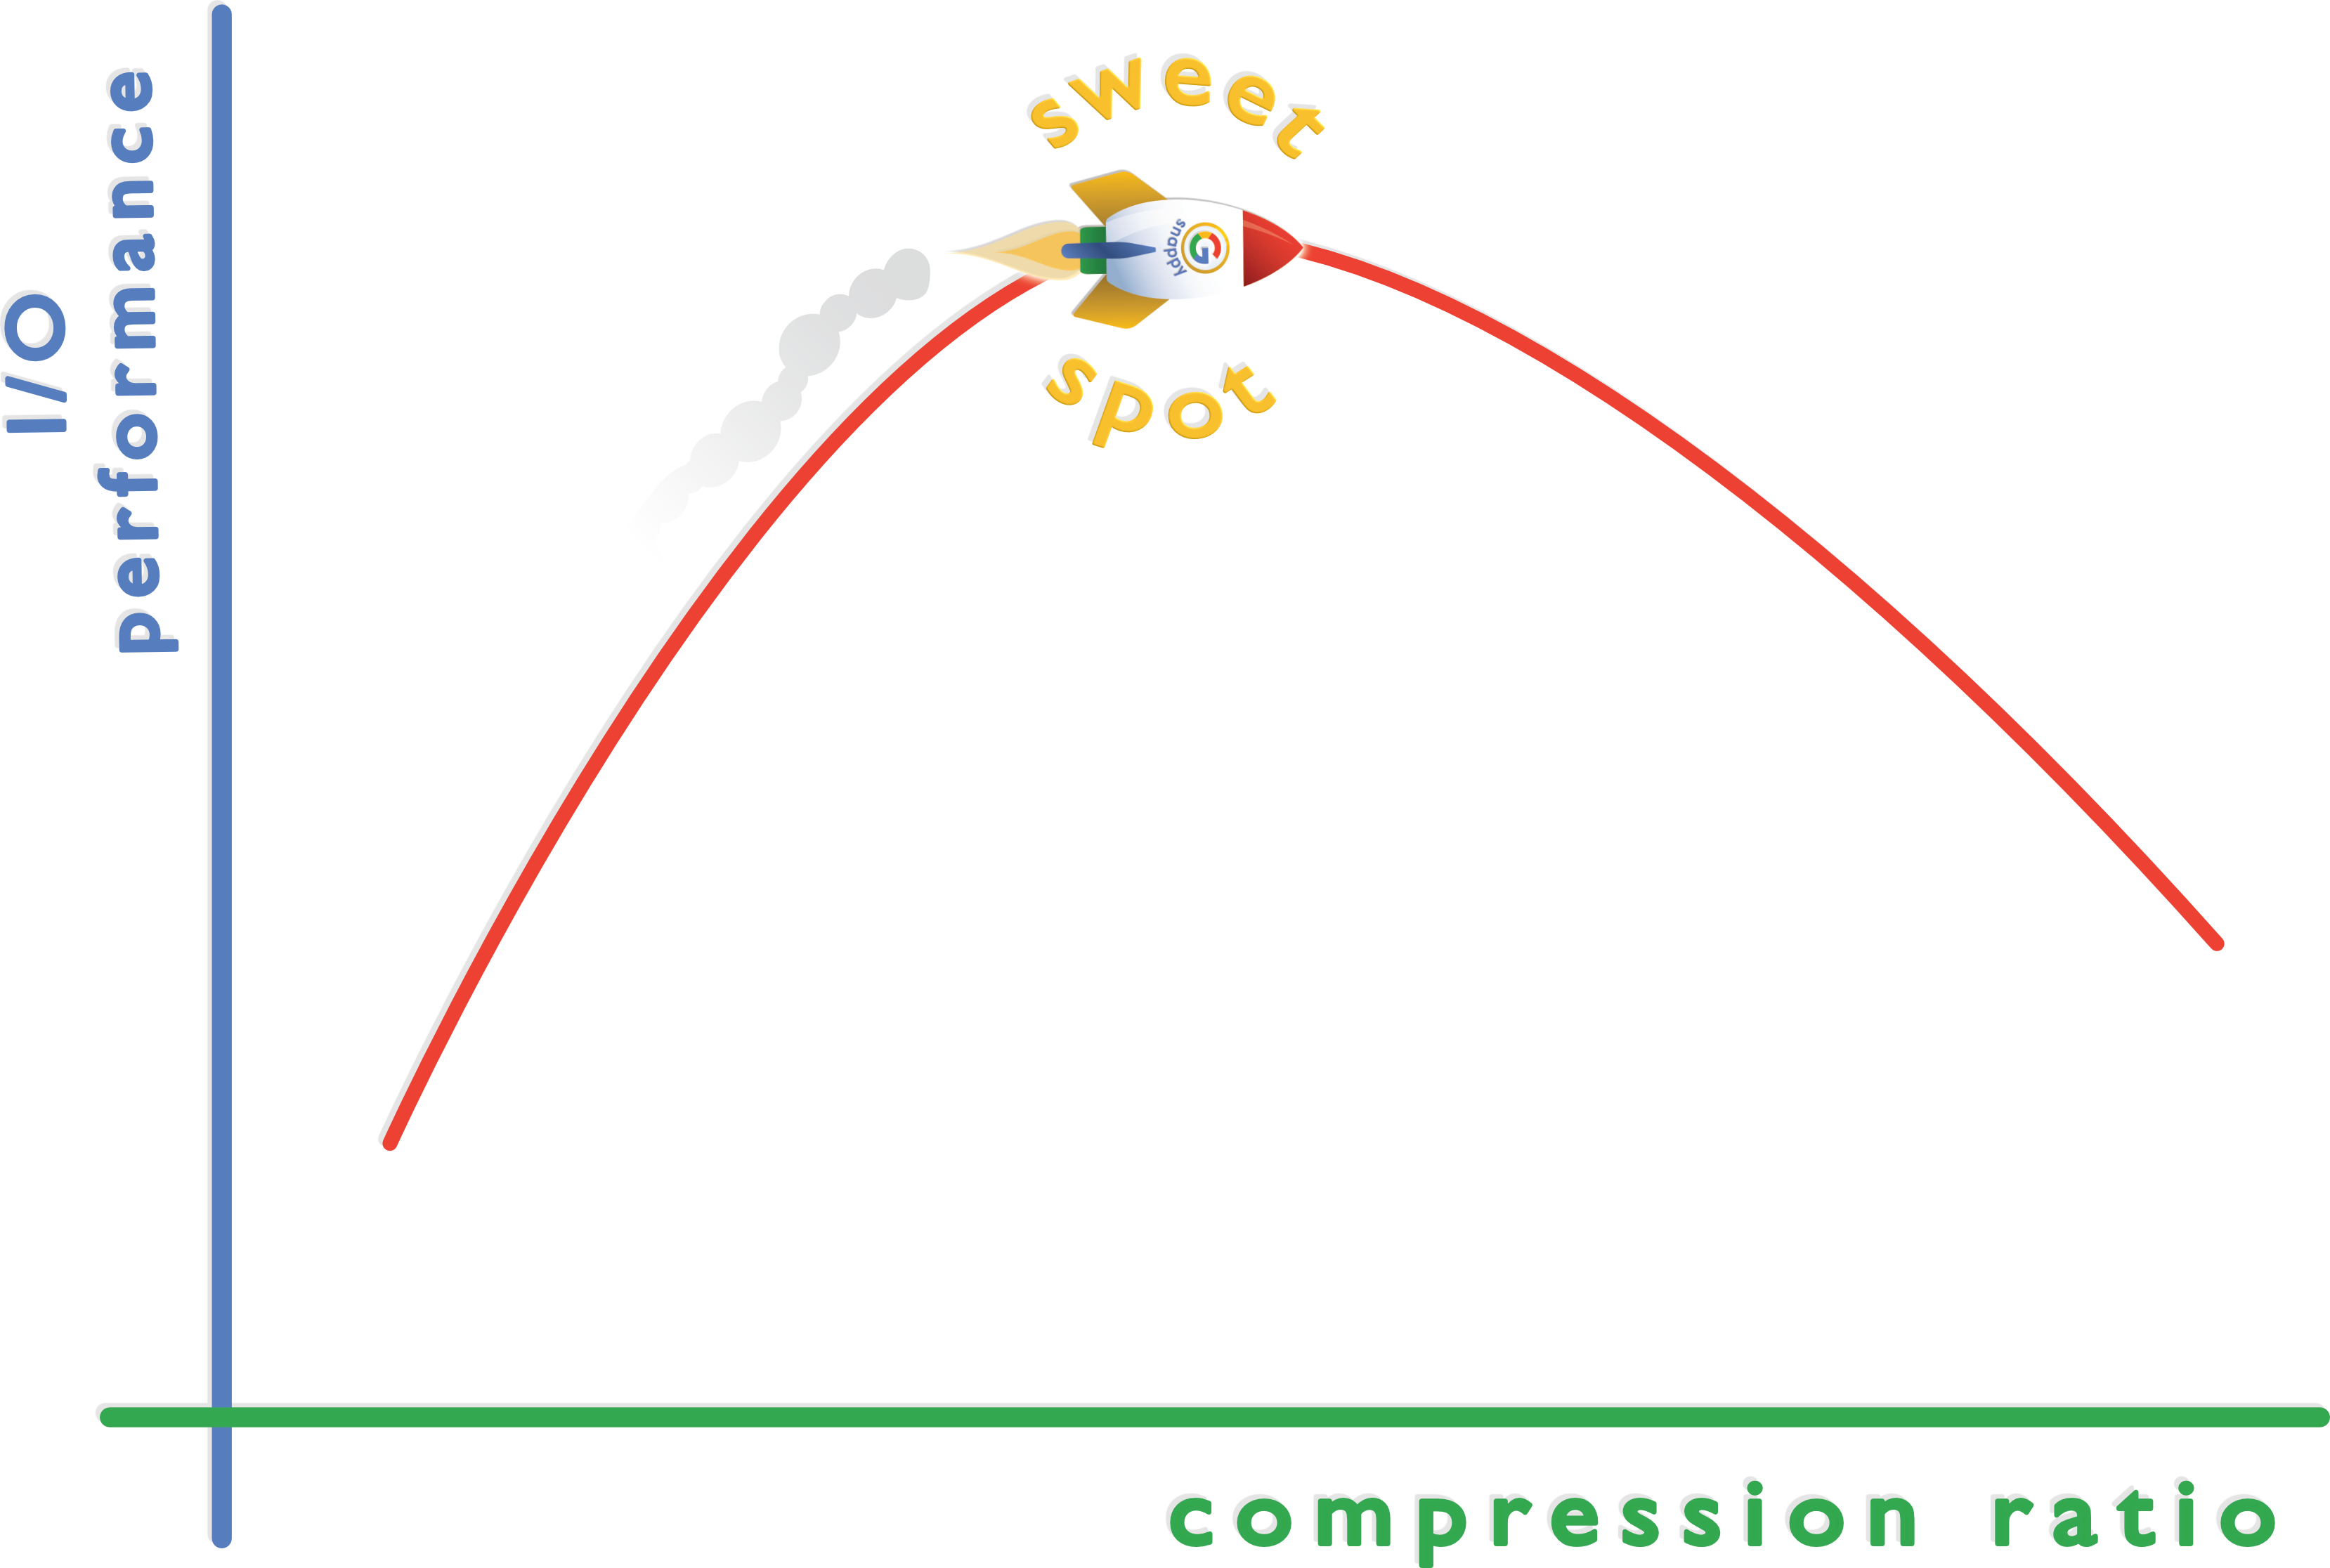 I/O
performance
sweet
snappy
G
spot
compression ratio